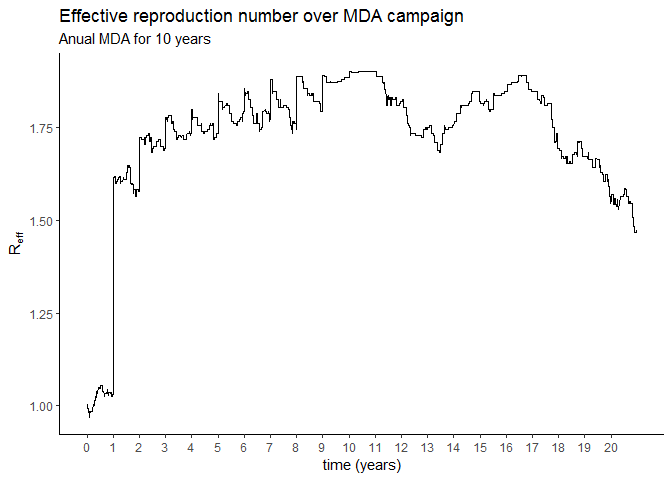 Effective reproduction number over MDA campaign
Anual MDA for 10 years
1.75
1.50
1.25
1.00
Reff
0 1 2 3 4 5 6 7 8 9 10 11 12 13 14 15 16 17 18 19 20
time (years)